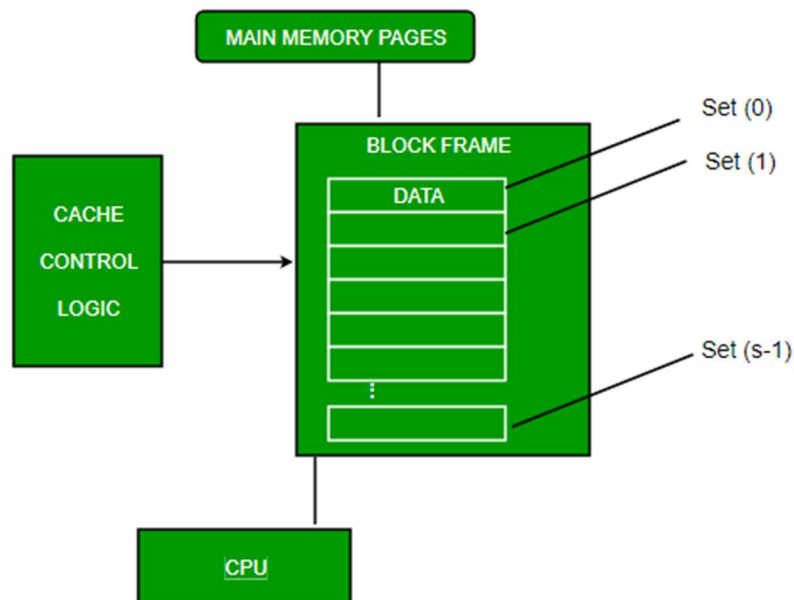 MAIN MEMORY PAGES
Set (0)
BLOCK FRAME
Set (1)
DATA
CACHE
CONTROL
LOGIC
Set (s-1)
CPU